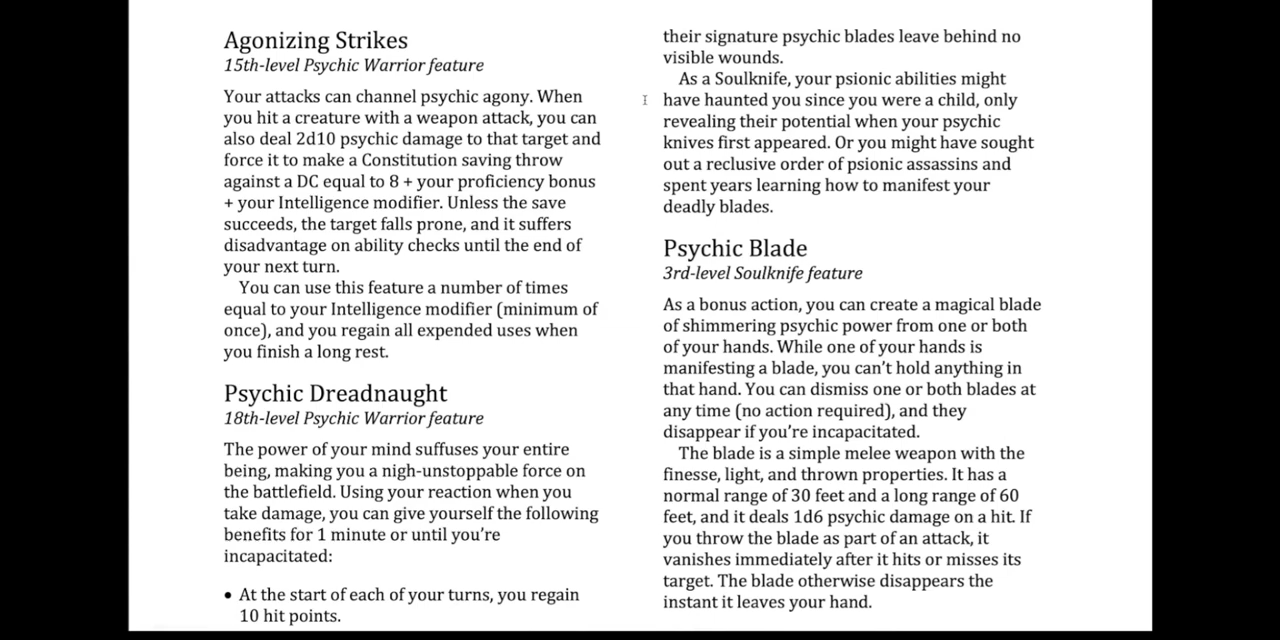 Agonizing Strikes
15th-level Psychic Warrior feature
Your attacks can channel psychic agony. When
you hit a creature with a weapon attack, you can
also deal 2d10 psychic damage to that target and
force it to make a Constitution saving throw
against a DC equal to 8 + your proficiency bonus
+ your Intelligence modifier. Unless the save
succeeds, the target falls prone, and it suffers
disadvantage on ability checks until the end of
your next turn.
You can use this feature a number of times
equal to your Intelligence modifier (minimum of
once), and you regain all expended uses when
you finish a long rest.
Psychic Dreadnaught
18th-level Psychic Warrior feature
The power of your mind suffuses your entire
being, making you a nigh-unstoppable force on
the battlefield. Using your reaction when you
take damage, you can give yourself the following
benefits for 1 minute or until you're
incapacitated:
• At the start of each of your turns, you regain
10 hit points.
their signature psychic blades leave behind no
visible wounds.
As a Soulknife, your psionic abilities might
have haunted you since you were a child, only
revealing their potential when your psychic
knives first appeared. Or you might have sought
out a reclusive order of psionic assassins and
spent years learning how to manifest your
deadly blades.
Psychic Blade
3rd-level Soulknife feature
As a bonus action, you can create a magical blade
of shimmering psychic power from one or both
of your hands. While one of your hands is
manifesting a blade, you can't hold anything in
that hand. You can dismiss one or both blades at
any time (no action required), and they
disappear if you're incapacitated.
The blade is a simple melee weapon with the
finesse, light, and thrown properties. It has a
normal range of 30 feet and a long range of 60
feet, and it deals 1d6 psychic damage on a hit. If
you throw the blade as part of an attack, it
vanishes immediately after it hits or misses its
target. The blade otherwise disappears the
instant it leaves your hand.